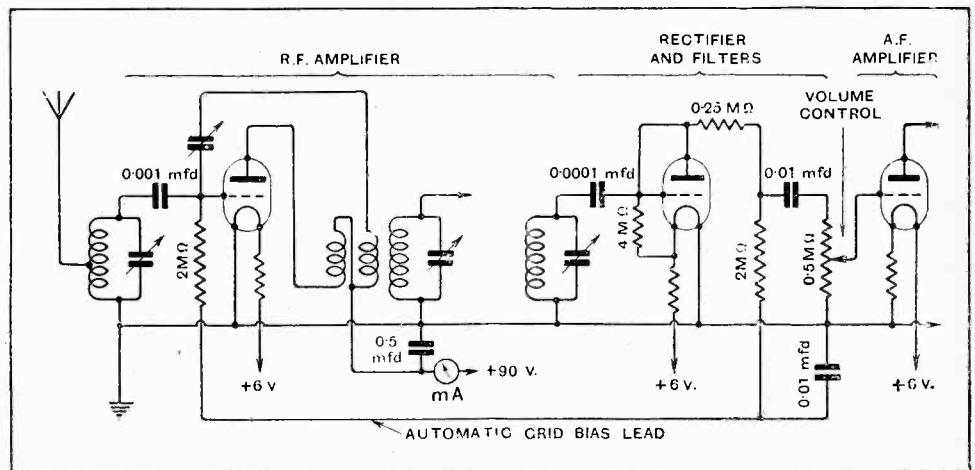 R.F. AMPLIFIER
RECTIFIER
AND FILTERS
A.F.
AMPLIFIER
VOLUME
CONTROL
0·25 MΩ
0·001 mfd
0·0001 mfd
0·01 mfd
2MΩ
4 MΩ
2MΩ
0·5MΩ
0·5
mfd
+6 v
+90 v.
mA
+6 v.
0·01 mfd
+6 v.
AUTOMATIC GRID BIAS LEAD